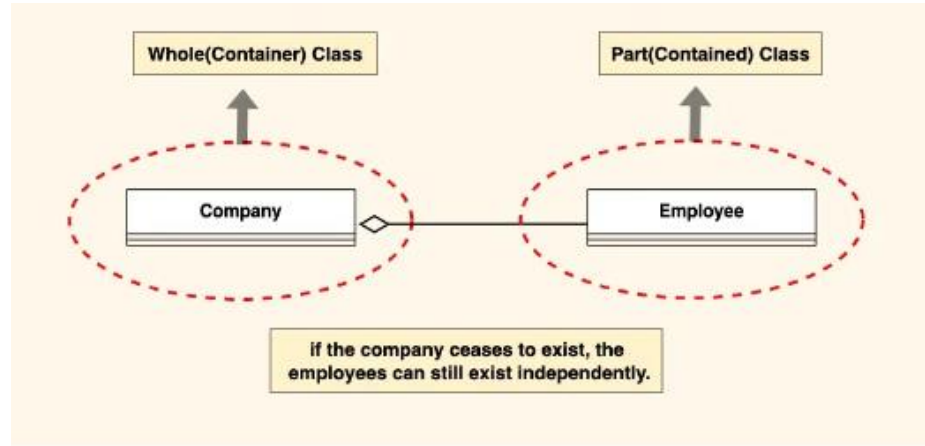 Whole(Container) Class
Part(Contained) Class
Company
Employee
if the company ceases to exist, the
employees can still exist independently.